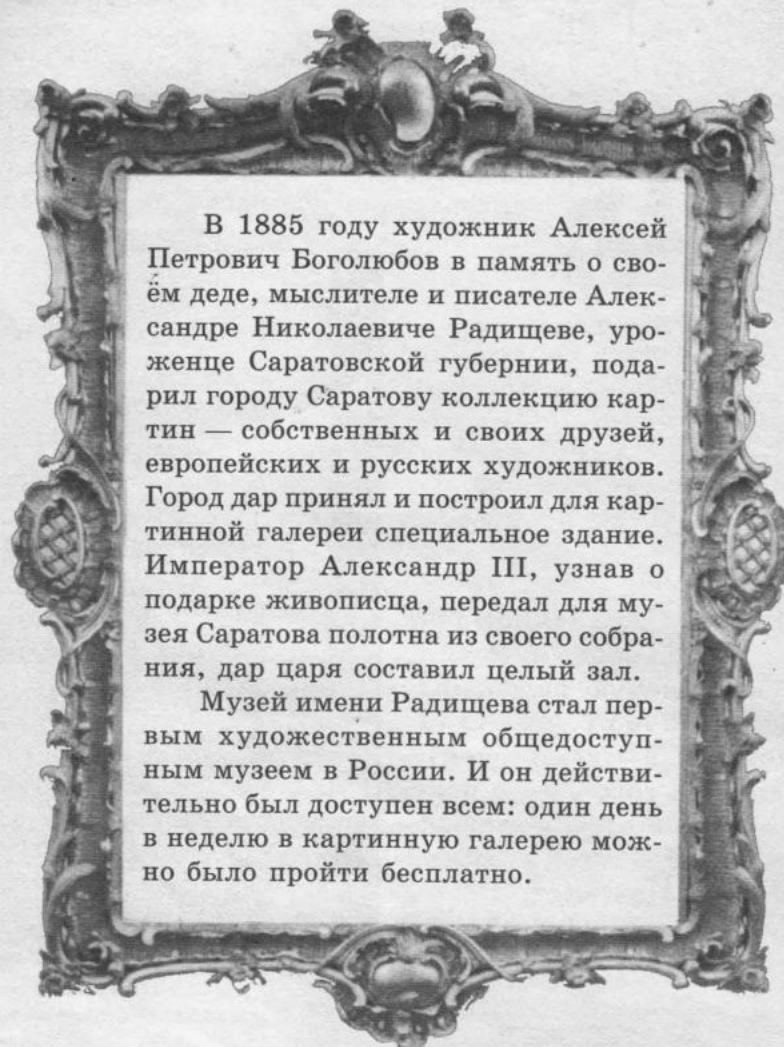 В 1885 году художник Алексей
Петрович Боголюбов в память о сво-
ём деде, мыслителе и писателе Алек-
сандре Николаевиче Радищеве, уро-
женце Саратовской губернии, пода-
рил городу Саратову коллекцию кар-
тин — собственных и своих друзей,
европейских и русских художников.
Город дар принял и построил для кар-
тинной галереи специальное здание.
Император Александр III, узнав о
подарке живописца, передал для му-
зея Саратова полотна из своего собра-
ния, дар царя составил целый зал.
Музей имени Радищева стал пер-
вым художественным общедоступ-
ным музеем в России. И он действи-
тельно был доступен всем: один день
в неделю в картинную галерею мож-
но было пройти бесплатно.